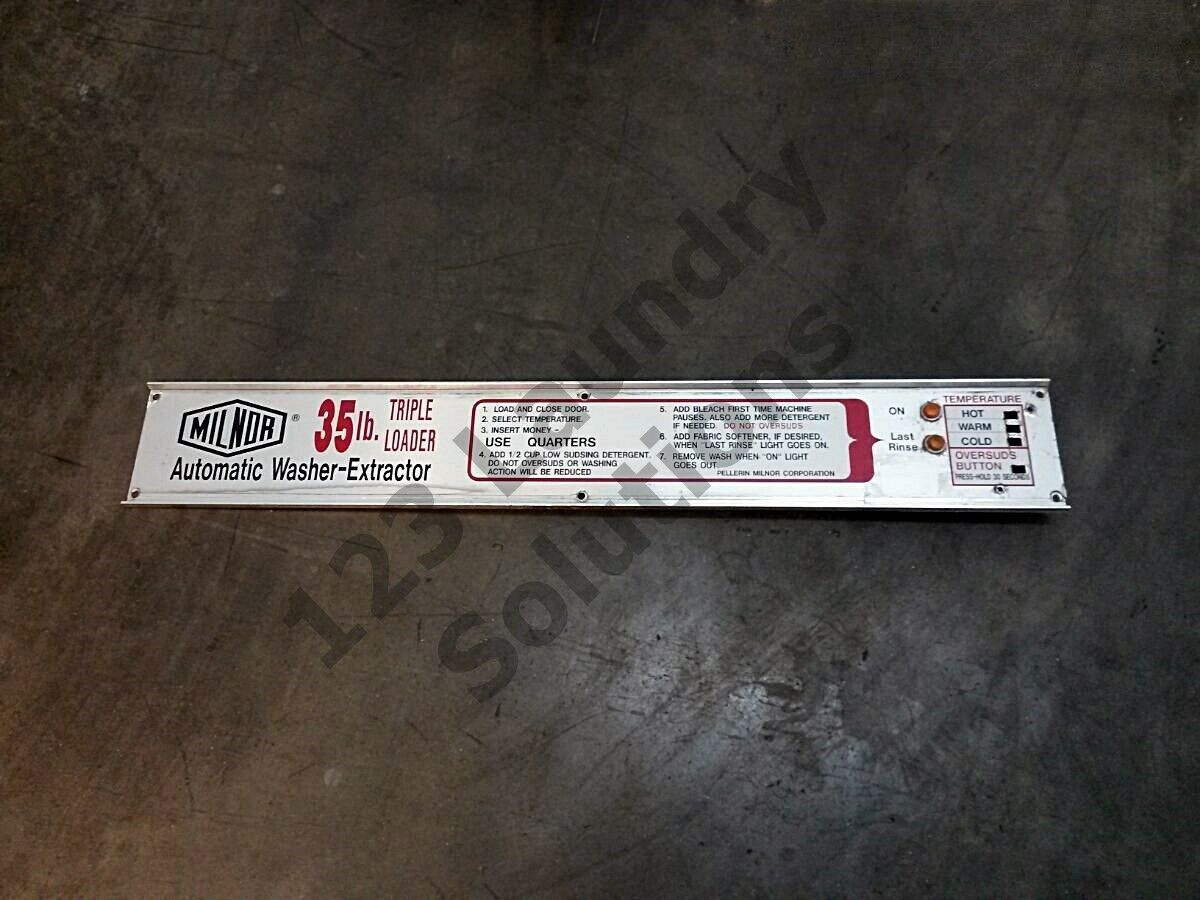 MILNOR ®
Automatic Washer-Extractor
35 lb.
TRIPLE
LOADER
1. LOAD AND CLOSE DOOR.
2. SELECT TEMPERATURE.
3. INSERT MONEY -
USE QUARTERS
4. ADD 1/2 CUP LOW SUDSING DETERGENT.
DO NOT OVERSUDS OR WASHING
ACTION WILL BE REDUCED
5. ADD BLEACH FIRST TIME MACHINE
PAUSES. ALSO ADD MORE DETERGENT
IF NEEDED. DO NOT OVERSUDS
6. ADD FABRIC SOFTENER, IF DESIRED,
WHEN "LAST RINSE" LIGHT GOES ON.
7. REMOVE WASH WHEN "ON" LIGHT
GOES OUT.
PELLERIN MILNOR CORPORATION
ON
Last
Rinse
TEMPERATURE
HOT
WARM
COLD
OVERSUDS
BUTTON
PRESS-HOLD 30 SECONDS
123 Laundry
Solutions